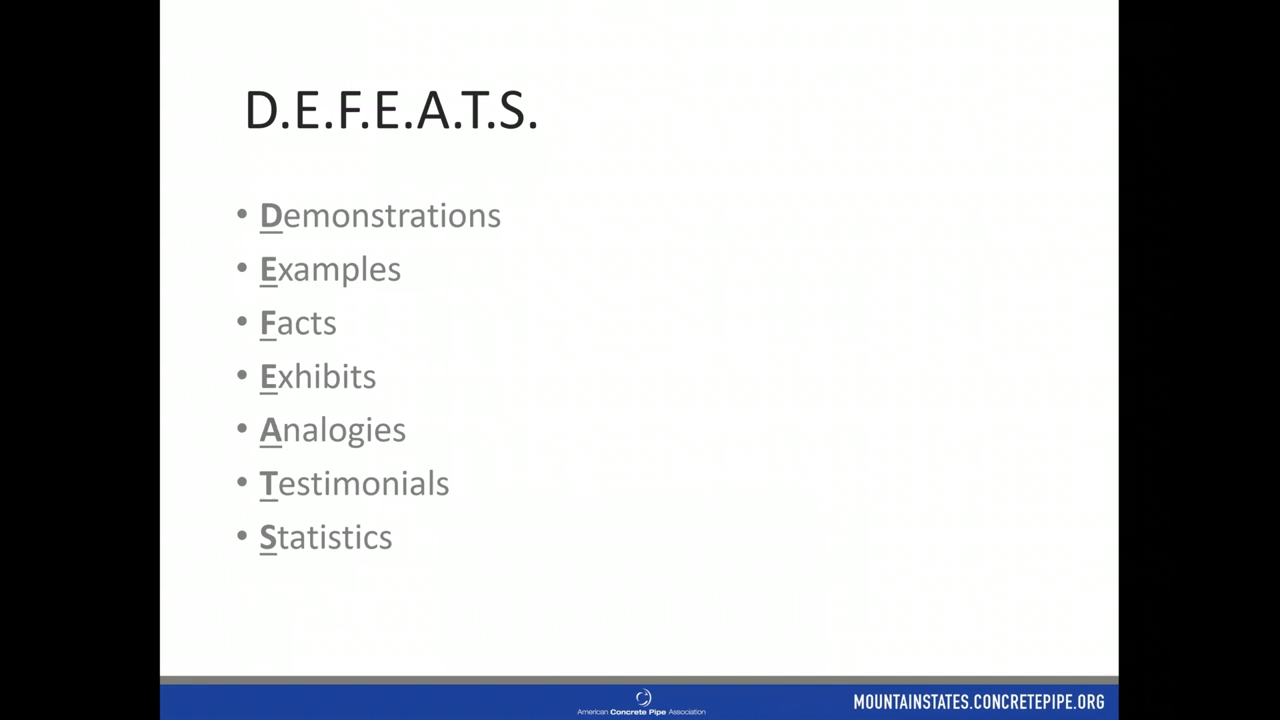 D.E.F.E.A.T.S.
• Demonstrations
• Examples
• Facts
• Exhibits
• Analogies
• Testimonials
• Statistics
American Concrete Pipe Association
MOUNTAINSTATES.CONCRETEPIPE.ORG